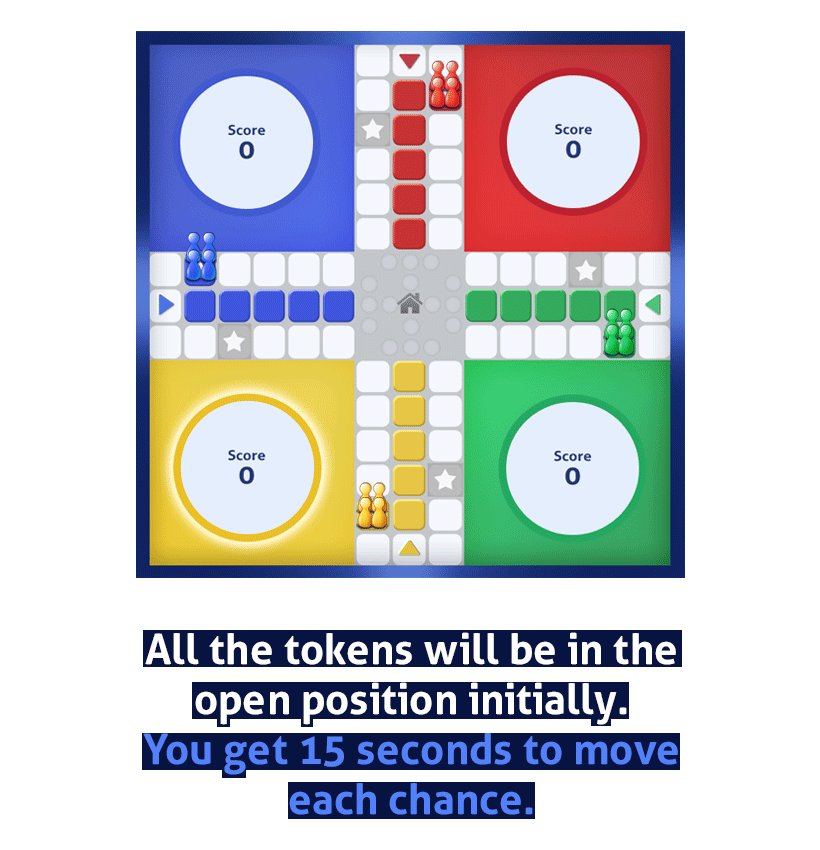 Score
0
Score
0
Score
0
Score
0
All the tokens will be in the
open position initially.
You get 15 seconds to move
each chance.